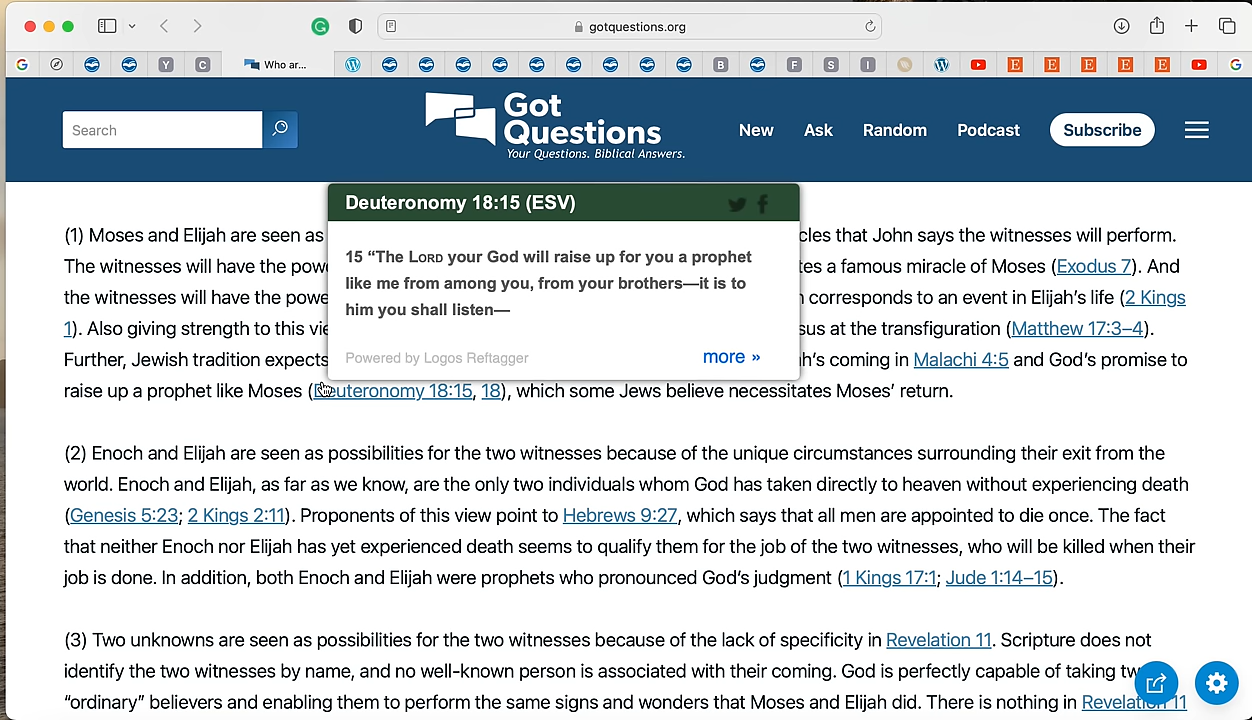 gotquestions.org
G
Y
C
Who ar...
B
F
S
I
E
E
E
E
E
G
Search
Got
Questions
Your Questions. Biblical Answers.
New
Ask
Random
Podcast
Subscribe
Deuteronomy 18:15 (ESV)
15 “The LORD your God will raise up for you a prophet
like me from among you, from your brothers—it is to
him you shall listen—
Powered by Logos Reftagger
more »
(1) Moses and Elijah are seen as cles that John says the witnesses will perform.
The witnesses will have the pow tes a famous miracle of Moses (Exodus 7). And
the witnesses will have the powe corresponds to an event in Elijah’s life (2 Kings
1). Also giving strength to this vie sus at the transfiguration (Matthew 17:3–4).
Further, Jewish tradition expects h’s coming in Malachi 4:5 and God’s promise to
raise up a prophet like Moses (Deuteronomy 18:15, 18), which some Jews believe necessitates Moses’ return.
(2) Enoch and Elijah are seen as possibilities for the two witnesses because of the unique circumstances surrounding their exit from the
world. Enoch and Elijah, as far as we know, are the only two individuals whom God has taken directly to heaven without experiencing death
(Genesis 5:23; 2 Kings 2:11). Proponents of this view point to Hebrews 9:27, which says that all men are appointed to die once. The fact
that neither Enoch nor Elijah has yet experienced death seems to qualify them for the job of the two witnesses, who will be killed when their
job is done. In addition, both Enoch and Elijah were prophets who pronounced God’s judgment (1 Kings 17:1; Jude 1:14–15).
(3) Two unknowns are seen as possibilities for the two witnesses because of the lack of specificity in Revelation 11. Scripture does not
identify the two witnesses by name, and no well-known person is associated with their coming. God is perfectly capable of taking tw
“ordinary” believers and enabling them to perform the same signs and wonders that Moses and Elijah did. There is nothing in Revelation 11